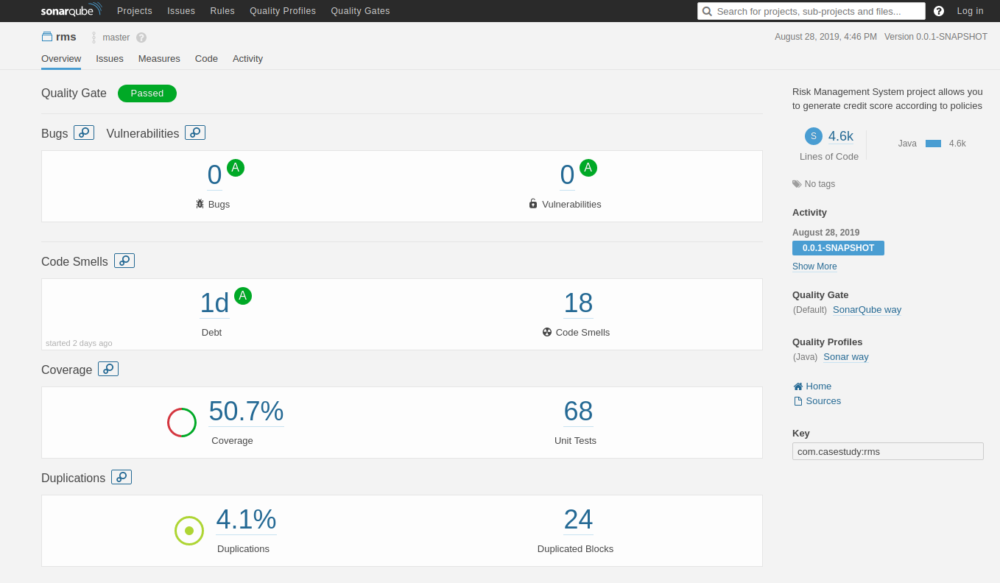 sonarqube Projects Issues Rules Quality Profiles Quality Gates Search for projects, sub-projects and files... ? Log in
rms master ? August 28, 2019, 4:46 PM Version 0.0.1-SNAPSHOT
Overview Issues Measures Code Activity
Quality Gate Passed
Bugs Vulnerabilities
0 A 0 A
Bugs Vulnerabilities
Code Smells
1d A 18
Debt Code Smells
started 2 days ago
Coverage
50.7% 68
Coverage Unit Tests
Duplications
4.1% 24
Duplications Duplicated Blocks
Risk Management System project allows you
to generate credit score according to policies
S 4.6k Java 4.6k
Lines of Code
No tags
Activity
August 28, 2019
0.0.1-SNAPSHOT
Show More
Quality Gate
(Default) SonarQube way
Quality Profiles
(Java) Sonar way
Home
Sources
Key
com.casestudy:rms